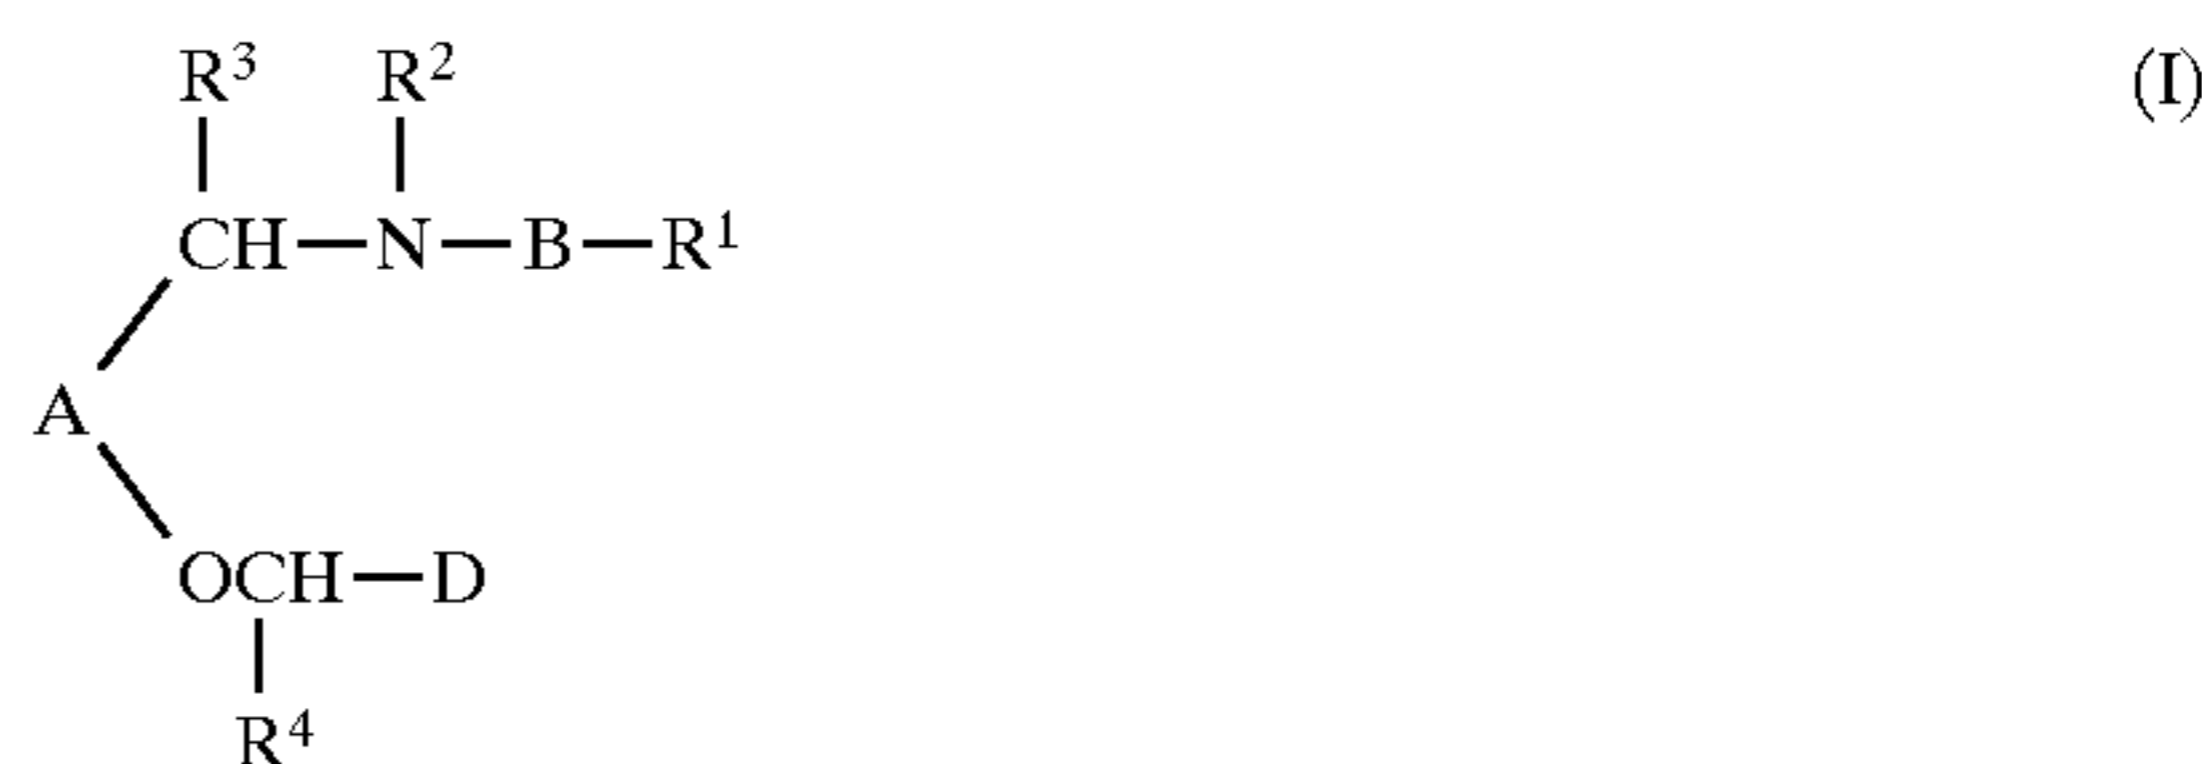 R³ R² (I)
CH—N—B—R¹
A
OCH—D
R⁴